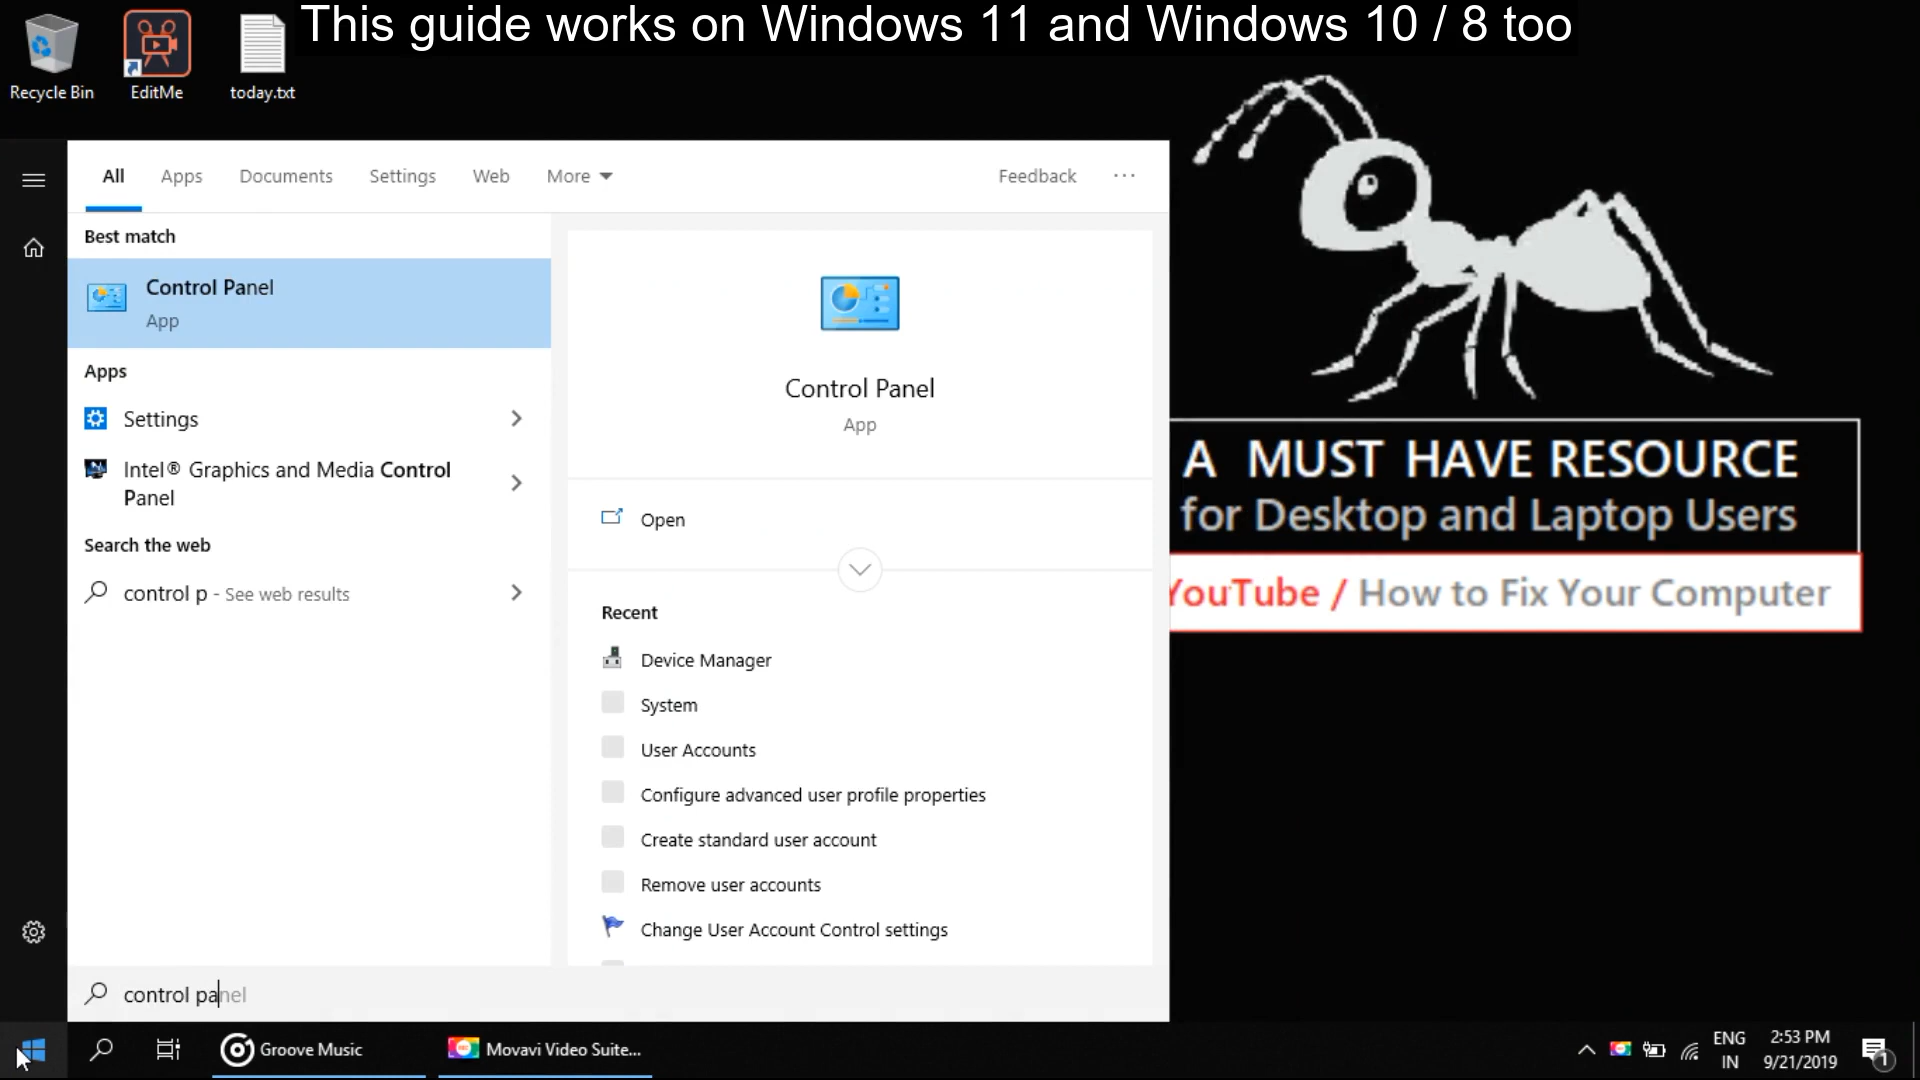 This guide works on Windows 11 and Windows 10 / 8 too
Recycle Bin
EditMe
today.txt
All
Apps
Documents
Settings
Web
More
Feedback
Best match
Control Panel
App
Apps
Settings
Intel® Graphics and Media Control
Panel
Search the web
control p - See web results
Control Panel
App
Open
Recent
Device Manager
System
User Accounts
Configure advanced user profile properties
Create standard user account
Remove user accounts
Change User Account Control settings
control panel
A MUST HAVE RESOURCE
for Desktop and Laptop Users
YouTube / How to Fix Your Computer
Groove Music
Movavi Video Suite...
ENG
IN
2:53 PM
9/21/2019
1